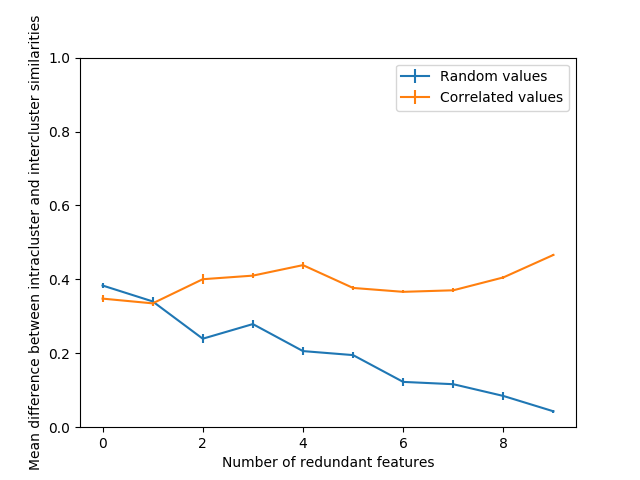 Mean difference between intracluster and intercluster similarities
1.0
0.8
0.6
0.4
0.2
0.0
Random values
Correlated values
0 2 4 6 8
Number of redundant features